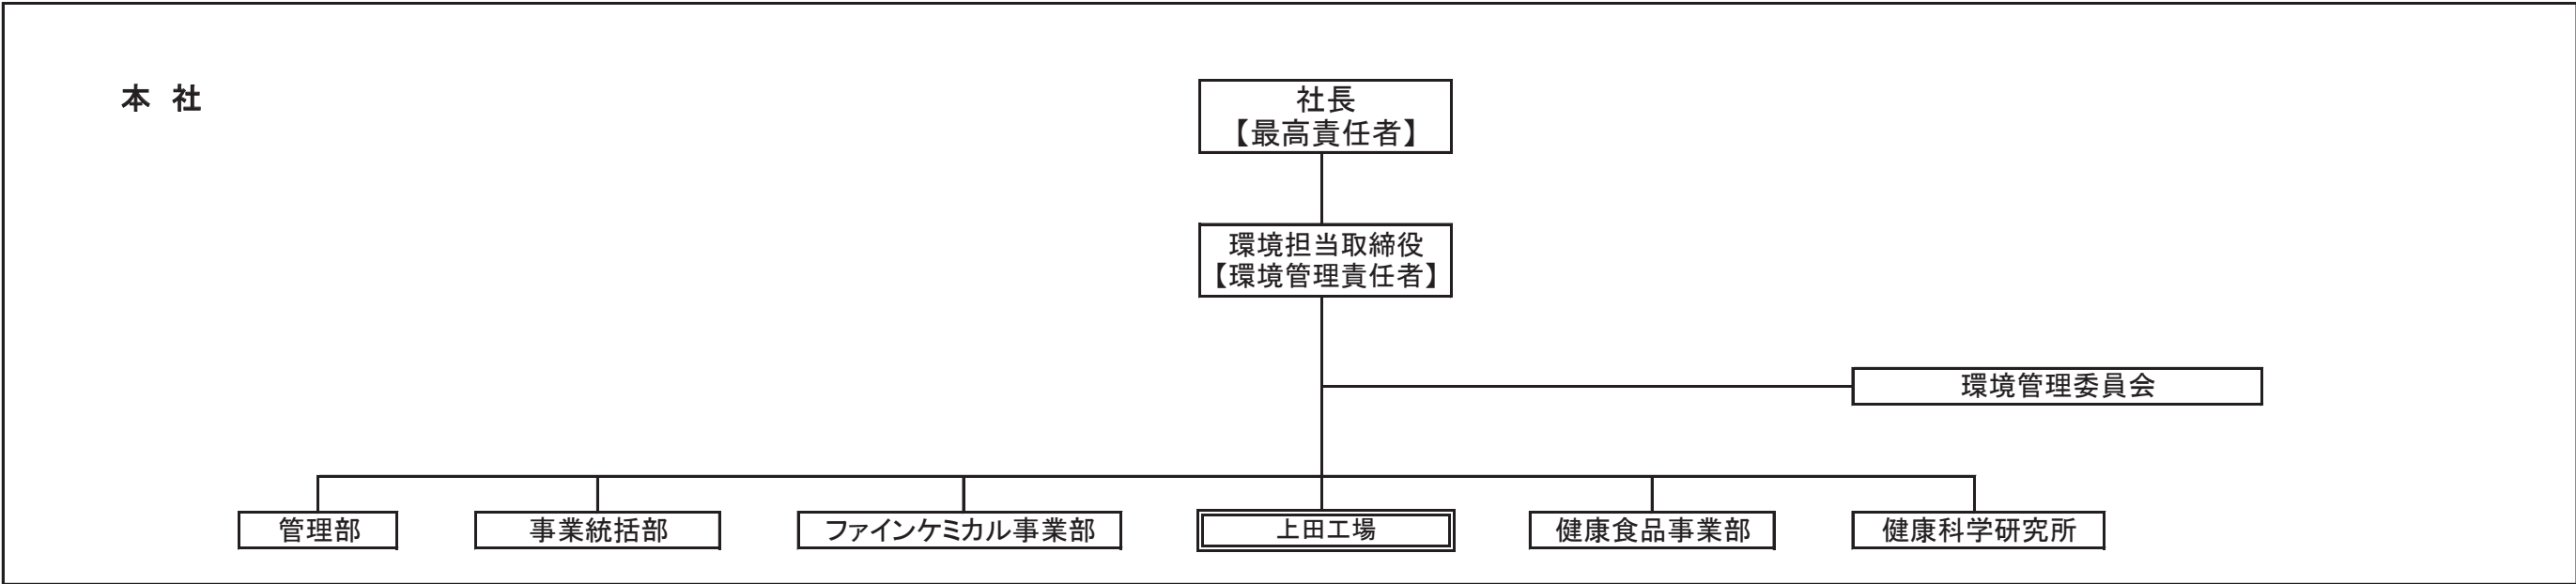 本 社
社長
【最高責任者】
環境担当取締役
【環境管理責任者】
環境管理委員会
管理部
事業統括部
ファインケミカル事業部
上田工場
健康食品事業部
健康科学研究所